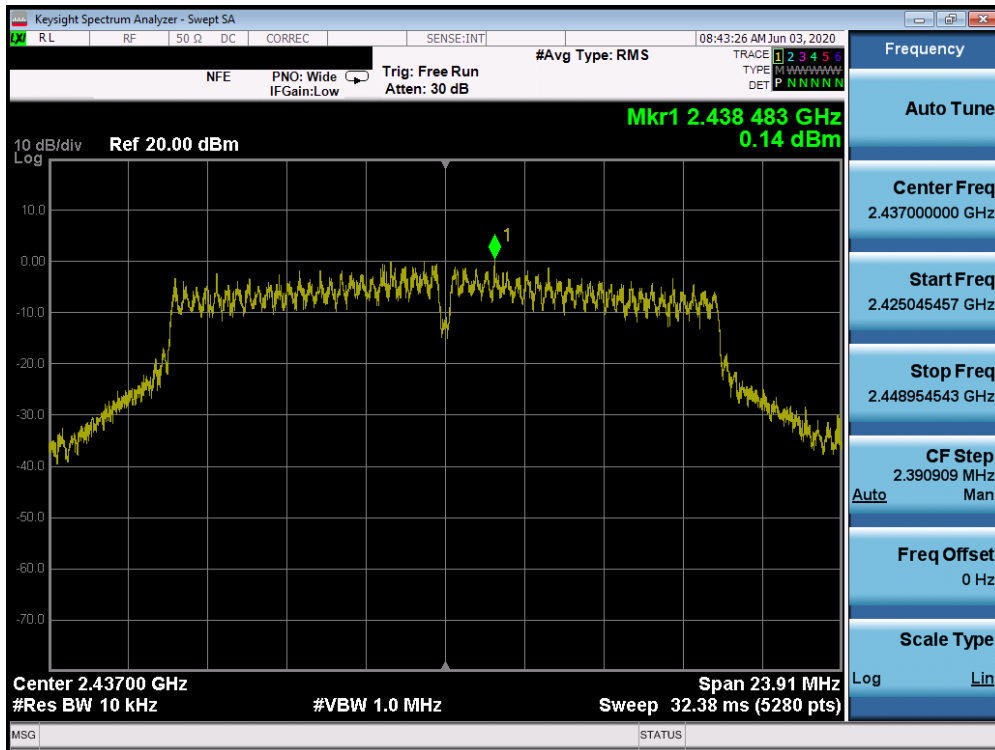 Keysight Spectrum Analyzer - Swept SA
LXI RL RF 50 Ω DC CORREC SENSE:INT 08:43:26 AM Jun 03, 2020
NFE PNO: Wide Trig: Free Run #Avg Type: RMS TRACE 1 2 3 4 5 6
IFGain:Low Atten: 30 dB TYPE M WWWWW
DET P N N N N N
Mkr1 2.438 483 GHz
0.14 dBm
10 dB/div Ref 20.00 dBm
Log
1
10.0
0.00
-10.0
-20.0
-30.0
-40.0
-50.0
-60.0
-70.0
Center 2.43700 GHz Span 23.91 MHz
#Res BW 10 kHz #VBW 1.0 MHz Sweep 32.38 ms (5280 pts)
MSG STATUS
Frequency
Auto Tune
Center Freq
2.437000000 GHz
Start Freq
2.425045457 GHz
Stop Freq
2.448954543 GHz
CF Step
2.390909 MHz
Auto Man
Freq Offset
0 Hz
Scale Type
Log Lin